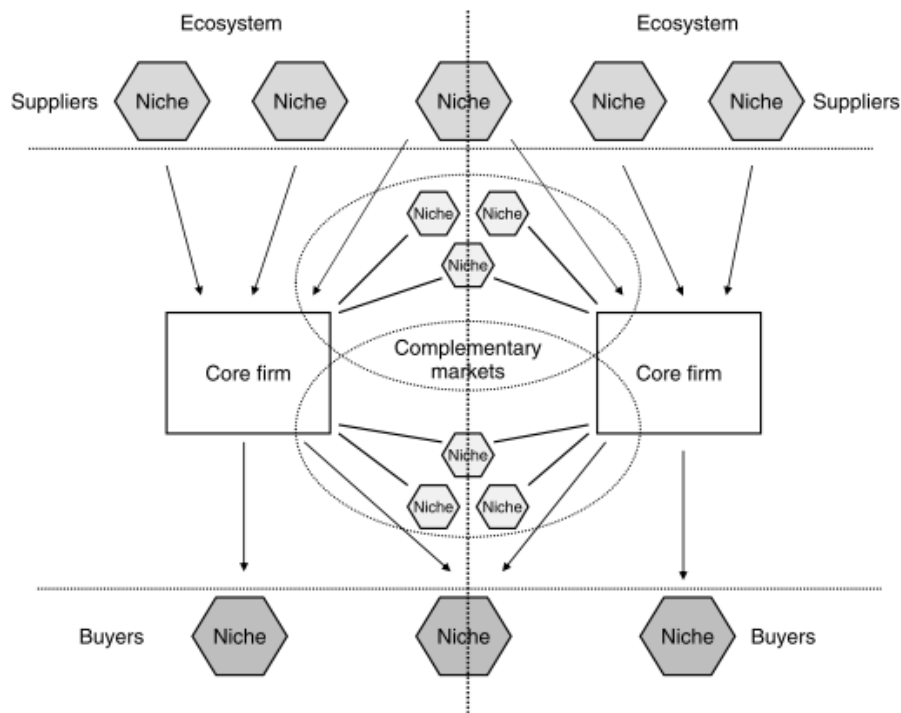 Ecosystem
Ecosystem
Suppliers
Niche
Niche
Niche
Niche
Niche
Suppliers
Niche
Niche
Niche
Core firm
Complementary
markets
Core firm
Niche
Niche
Niche
Buyers
Niche
Niche
Niche
Buyers